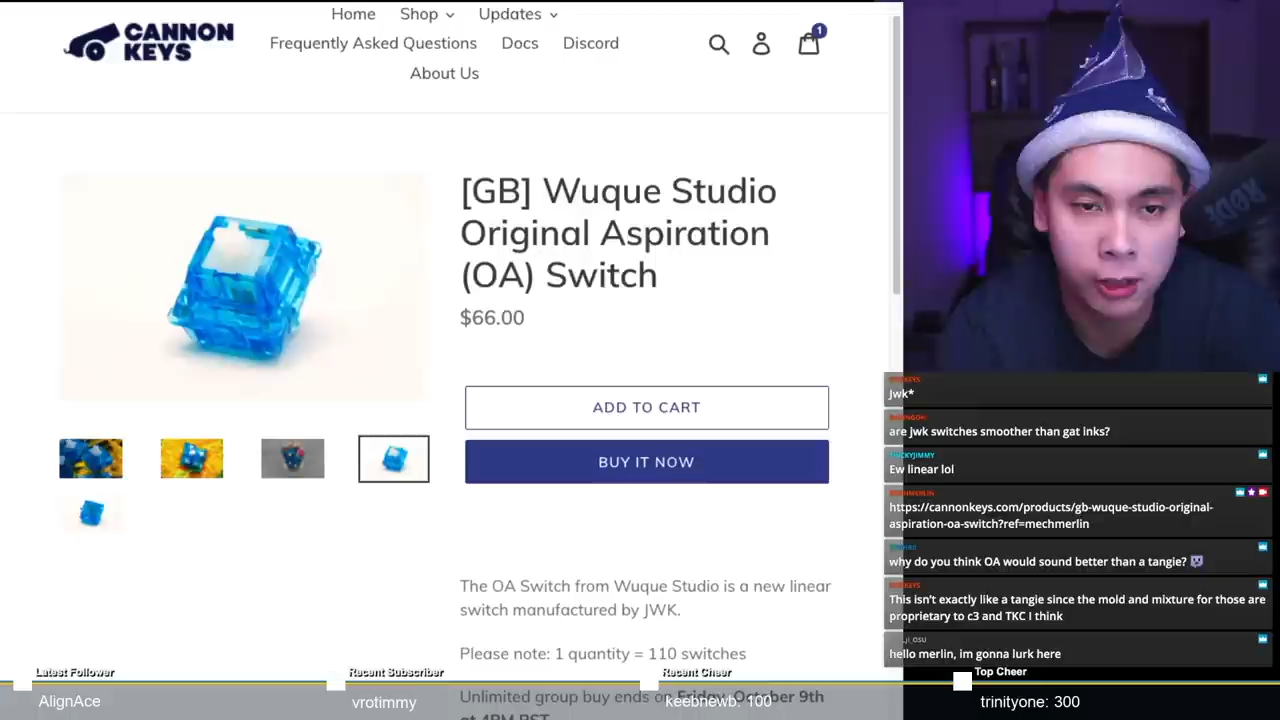 CANNON
KEYS
Home
Shop
Updates
Frequently Asked Questions
Docs
Discord
About Us
1
[GB] Wuque Studio
Original Aspiration
(OA) Switch
$66.00
ADD TO CART
BUY IT NOW
The OA Switch from Wuque Studio is a new linear
switch manufactured by JWK.
Please note: 1 quantity = 110 switches
Unlimited group buy ends on Friday, October 9th
at 4PM PST
Jwk*
are jwk switches smoother than gat inks?
Ew linear lol
https://cannonkeys.com/products/gb-wuque-studio-original-
aspiration-oa-switch?ref=mechmerlin
why do you think OA would sound better than a tangie?
This isn't exactly like a tangie since the mold and mixture for those are
proprietary to c3 and TKC I think
hello merlin, im gonna lurk here
Latest Follower
AlignAce
Recent Subscriber
vrotimmy
Recent Cheer
keebnewb: 100
Top Cheer
trinityone: 300